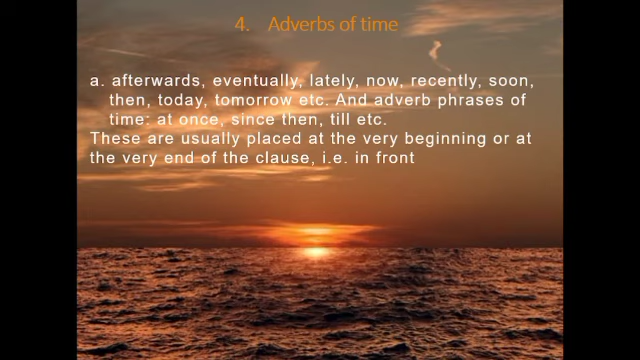 4. Adverbs of time
a. afterwards, eventually, lately, now, recently, soon,
then, today, tomorrow etc. And adverb phrases of
time: at once, since then, till etc.
These are usually placed at the very beginning or at
the very end of the clause, i.e. in front